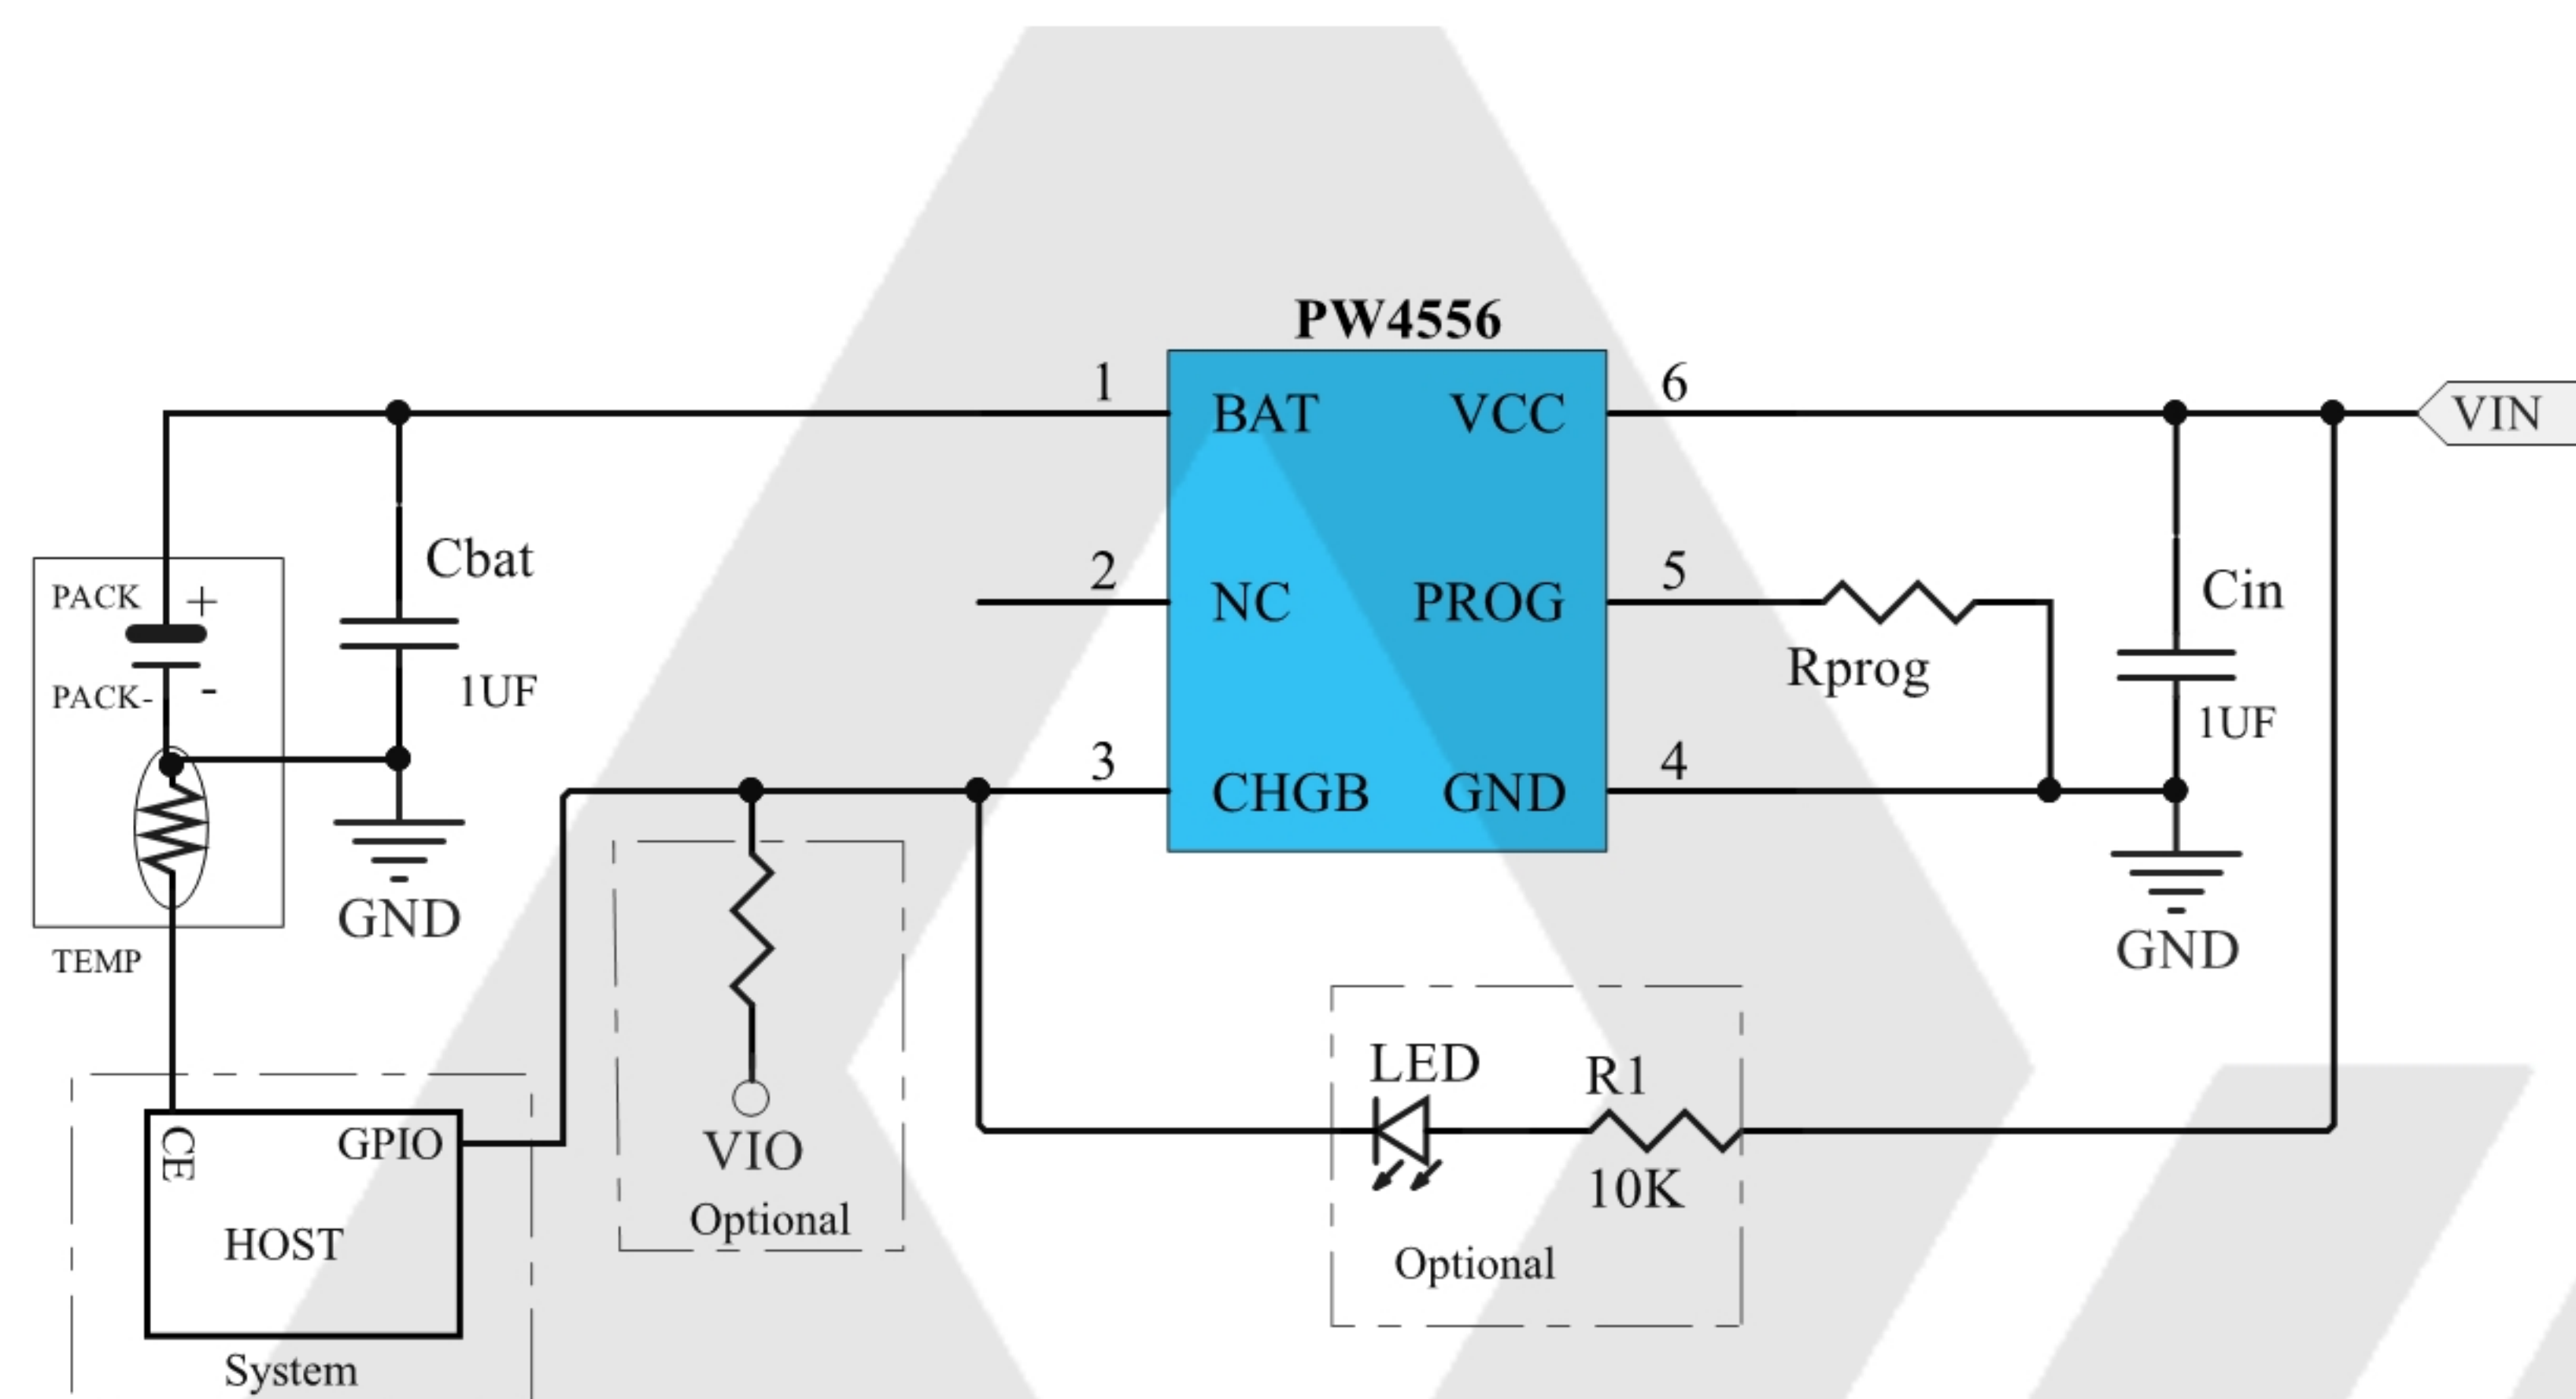 PW4556
1
BAT
VCC
6
VIN
2
NC
PROG
5
Rprog
3
CHGB
GND
4
Cbat
1UF
PACK +
PACK- -
GND
TEMP
Cin
1UF
GND
VIO
Optional
LED
R1
10K
Optional
CE
GPIO
HOST
System